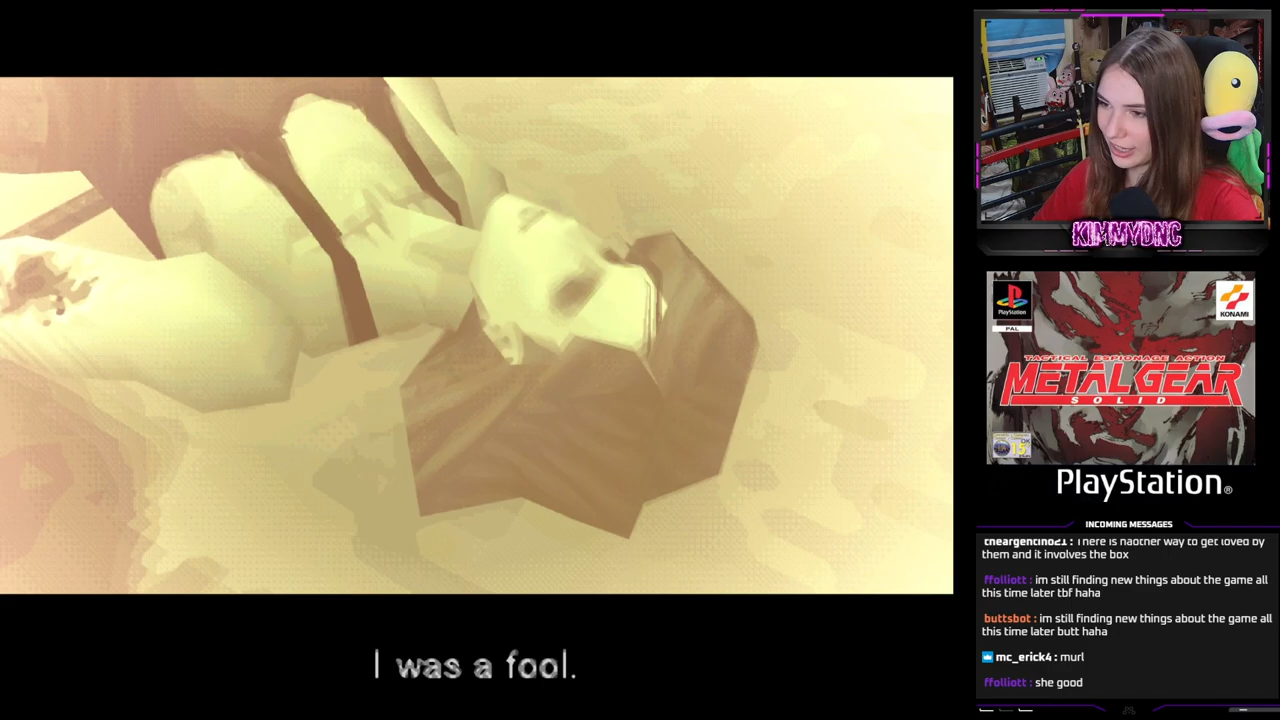 I was a fool.
KIMMYDNC
PlayStation
PAL
KONAMI
TACTICAL ESPIONAGE ACTION
METAL GEAR
SOLID
15
PlayStation®
INCOMING MESSAGES
theargentino21 : There is naother way to get loved by
them and it involves the box
ffolliott : im still finding new things about the game all
this time later tbf haha
buttsbot : im still finding new things about the game all
this time later butt haha
mc_erick4 : murl
ffolliott : she good